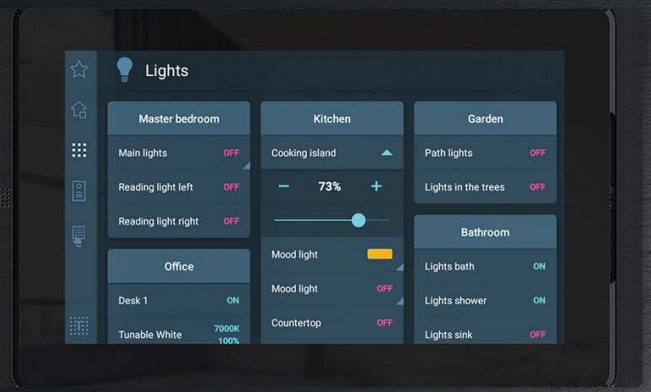 Lights
Master bedroom
Main lights OFF
Reading light left OFF
Reading light right OFF
Office
Desk 1 ON
Tunable White 7000K
100%
Kitchen
Cooking island
− 73% +
Mood light
Mood light OFF
Countertop OFF
Garden
Path lights OFF
Lights in the trees OFF
Bathroom
Lights bath ON
Lights shower ON
Lights sink OFF